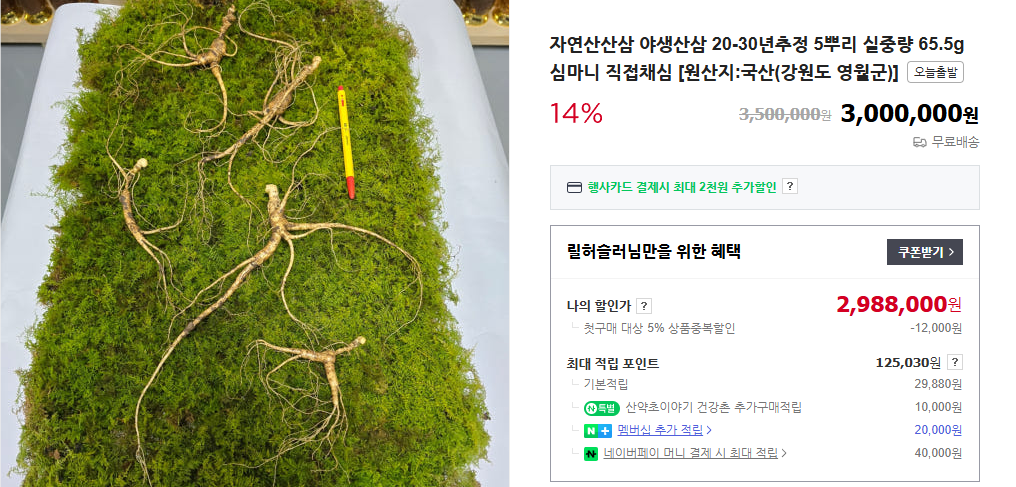 자연산산삼 야생산삼 20-30년추정 5뿌리 실중량 65.5g
심마니 직접채심 [원산지:국산(강원도 영월군)] 오늘출발
14% 3,500,000원 3,000,000원
무료배송
행사카드 결제시 최대 2천원 추가할인 ?
릴허슬러님만을 위한 혜택 쿠폰받기 >
나의 할인가 ? 2,988,000원
첫구매 대상 5% 상품중복할인 -12,000원
최대 적립 포인트 125,030원 ?
기본적립 29,880원
N특별 산약초이야기 건강촌 추가구매적립 10,000원
N+ 멤버십 추가 적립 > 20,000원
N 네이버페이 머니 결제 시 최대 적립 > 40,000원